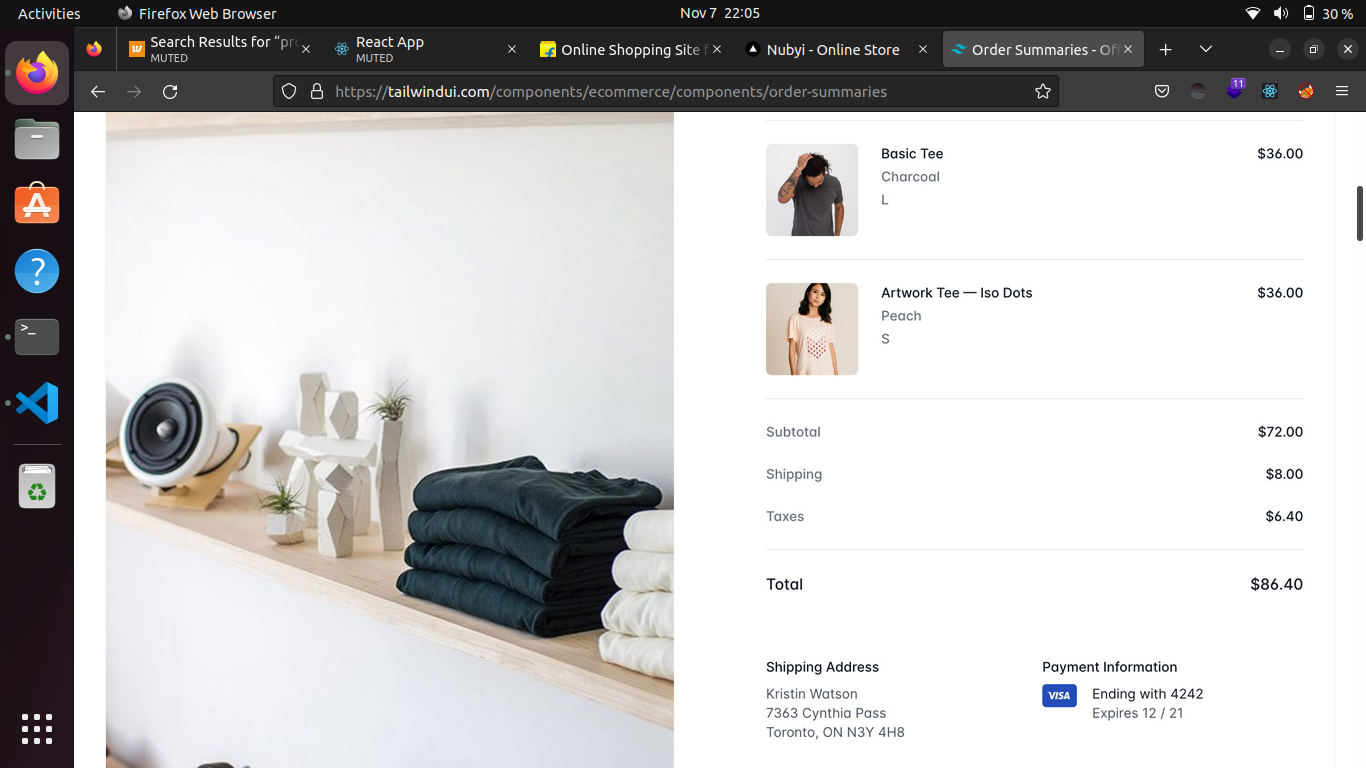 Activities
Firefox Web Browser
Nov 7 22:05
30 %
Search Results for “pr
MUTED
React App
MUTED
Online Shopping Site f
Nubyi - Online Store
Order Summaries - Off
https://tailwindui.com/components/ecommerce/components/order-summaries
11
Basic Tee
$36.00
Charcoal
L
Artwork Tee — Iso Dots
$36.00
Peach
S
Subtotal
$72.00
Shipping
$8.00
Taxes
$6.40
Total
$86.40
Shipping Address
Kristin Watson
7363 Cynthia Pass
Toronto, ON N3Y 4H8
Payment Information
VISA
Ending with 4242
Expires 12 / 21